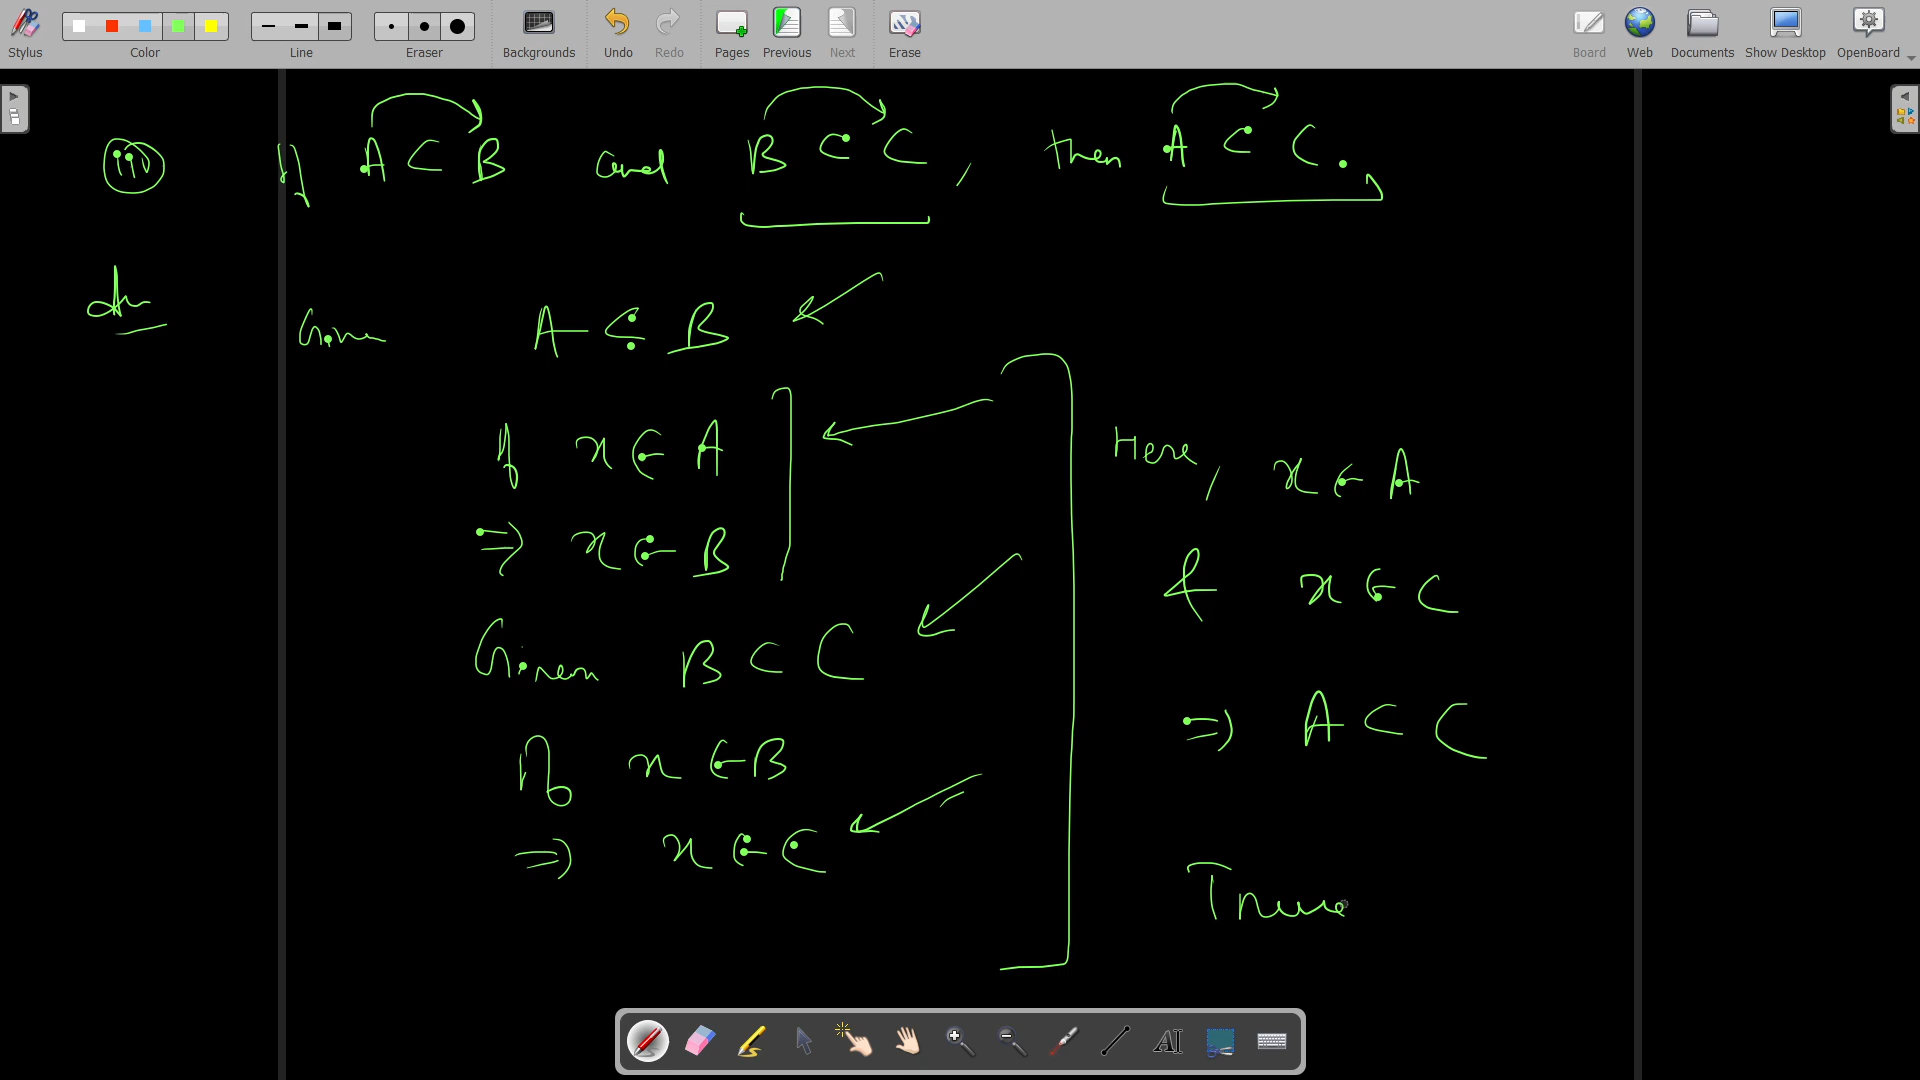 Stylus Color Line Eraser Backgrounds Undo Redo Pages Previous Next Erase Board Web Documents Show Desktop OpenBoard
(iii) If A ⊂ B and B ⊂ C, then A ⊂ C.
Given A ⊂ B
If x ∈ A
⇒ x ∈ B
Given B ⊂ C
If x ∈ B
⇒ x ∈ C
Here, x ∈ A
& x ∈ C
⇒ A ⊂ C
True